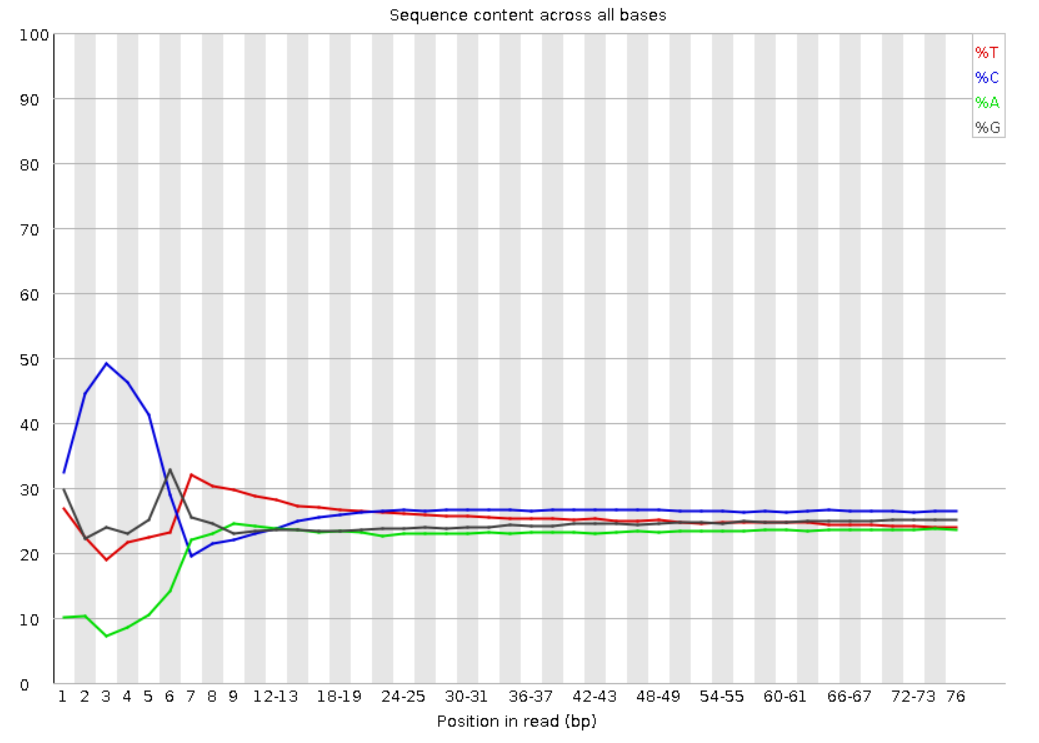 Sequence content across all bases
100
90
80
70
60
50
40
30
20
10
0
%T
%C
%A
%G
1 2 3 4 5 6 7 8 9 12-13 18-19 24-25 30-31 36-37 42-43 48-49 54-55 60-61 66-67 72-73 76
Position in read (bp)